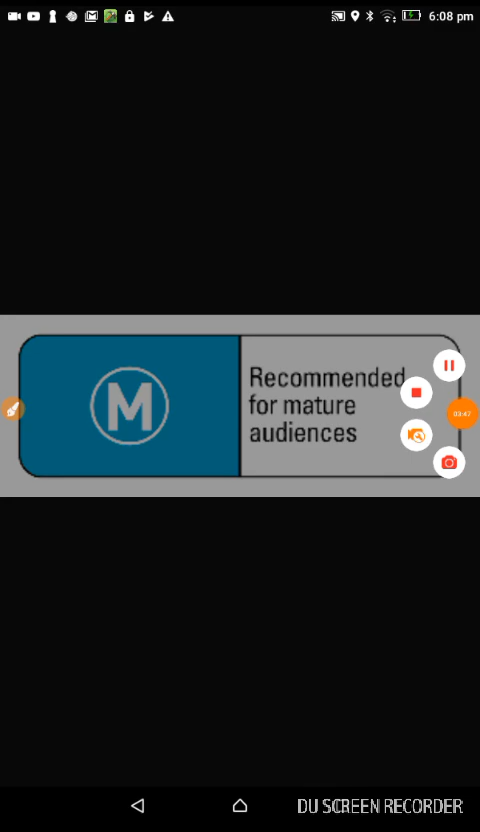 6:08 pm
M
Recommended
for mature
audiences
03:47
DU SCREEN RECORDER